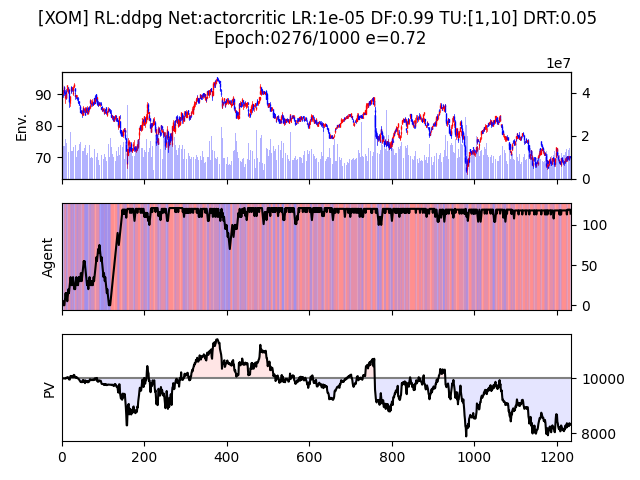 [XOM] RL:ddpg Net:actorcritic LR:1e-05 DF:0.99 TU:[1,10] DRT:0.05
Epoch:0276/1000 e=0.72
1e7
90
80
70
Env.
4
2
0
Agent
100
50
0
PV
10000
8000
0 200 400 600 800 1000 1200